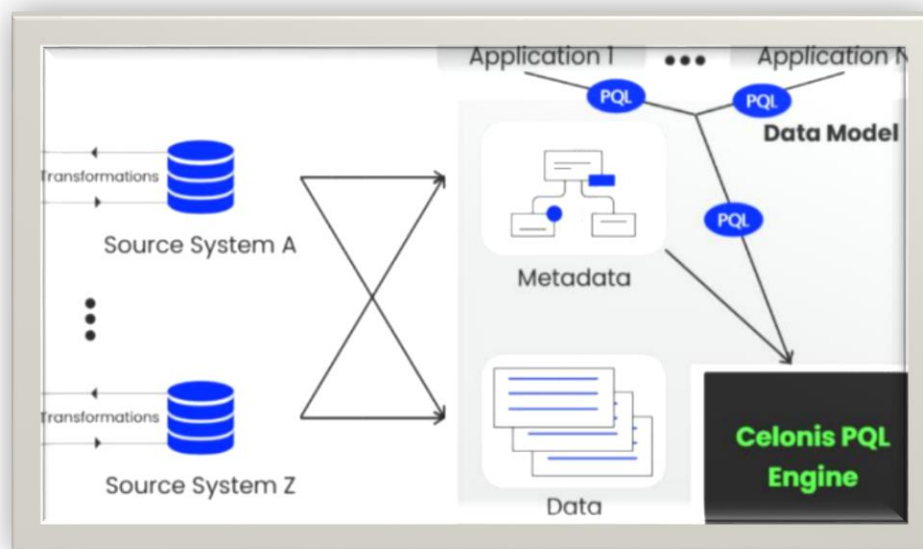 Application 1 ••• Application N
PQL PQL
Data Model
Transformations
PQL
Source System A
Metadata
Transformations
Celonis PQL
Engine
Source System Z
Data